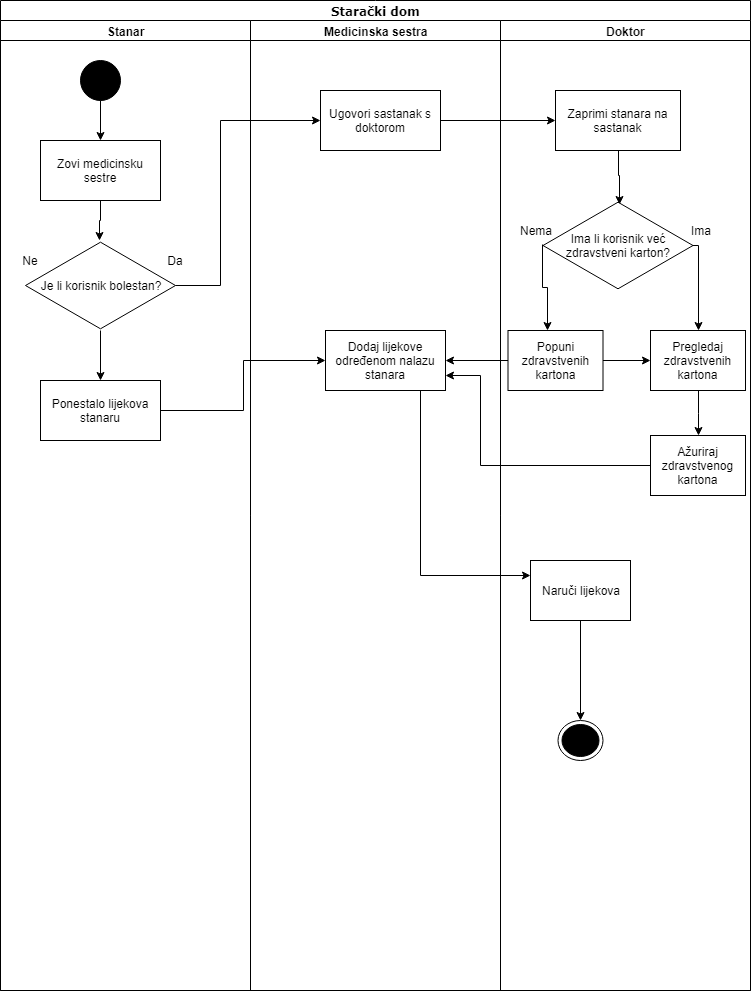 Starački dom
Stanar
Medicinska sestra
Doktor
Zovi medicinsku
sestre
Ugovori sastanak s
doktorom
Zaprimi stanara na
sastanak
Ne
Da
Je li korisnik bolestan?
Nema
Ima
Ima li korisnik već
zdravstveni karton?
Ponestalo lijekova
stanaru
Dodaj lijekove
određenom nalazu
stanara
Popuni
zdravstvenih
kartona
Pregledaj
zdravstvenih
kartona
Ažuriraj
zdravstvenog
kartona
Naruči lijekova